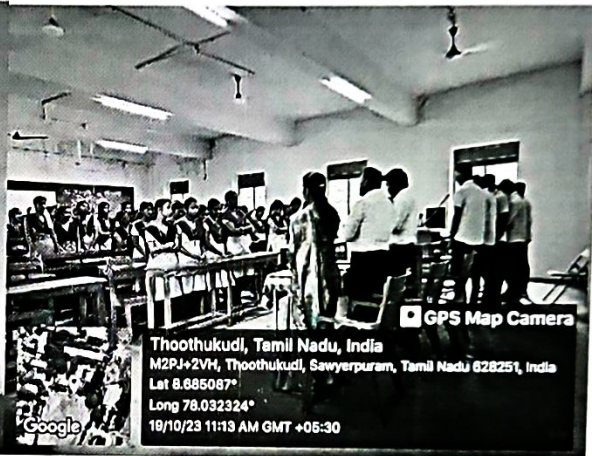 GPS Map Camera
Thoothukudi, Tamil Nadu, India
M2PJ+2VH, Thoothukudi, Sawyerpuram, Tamil Nadu 628251, India
Lat 8.685087°
Long 78.032324°
19/10/23 11:13 AM GMT +05:30
Google